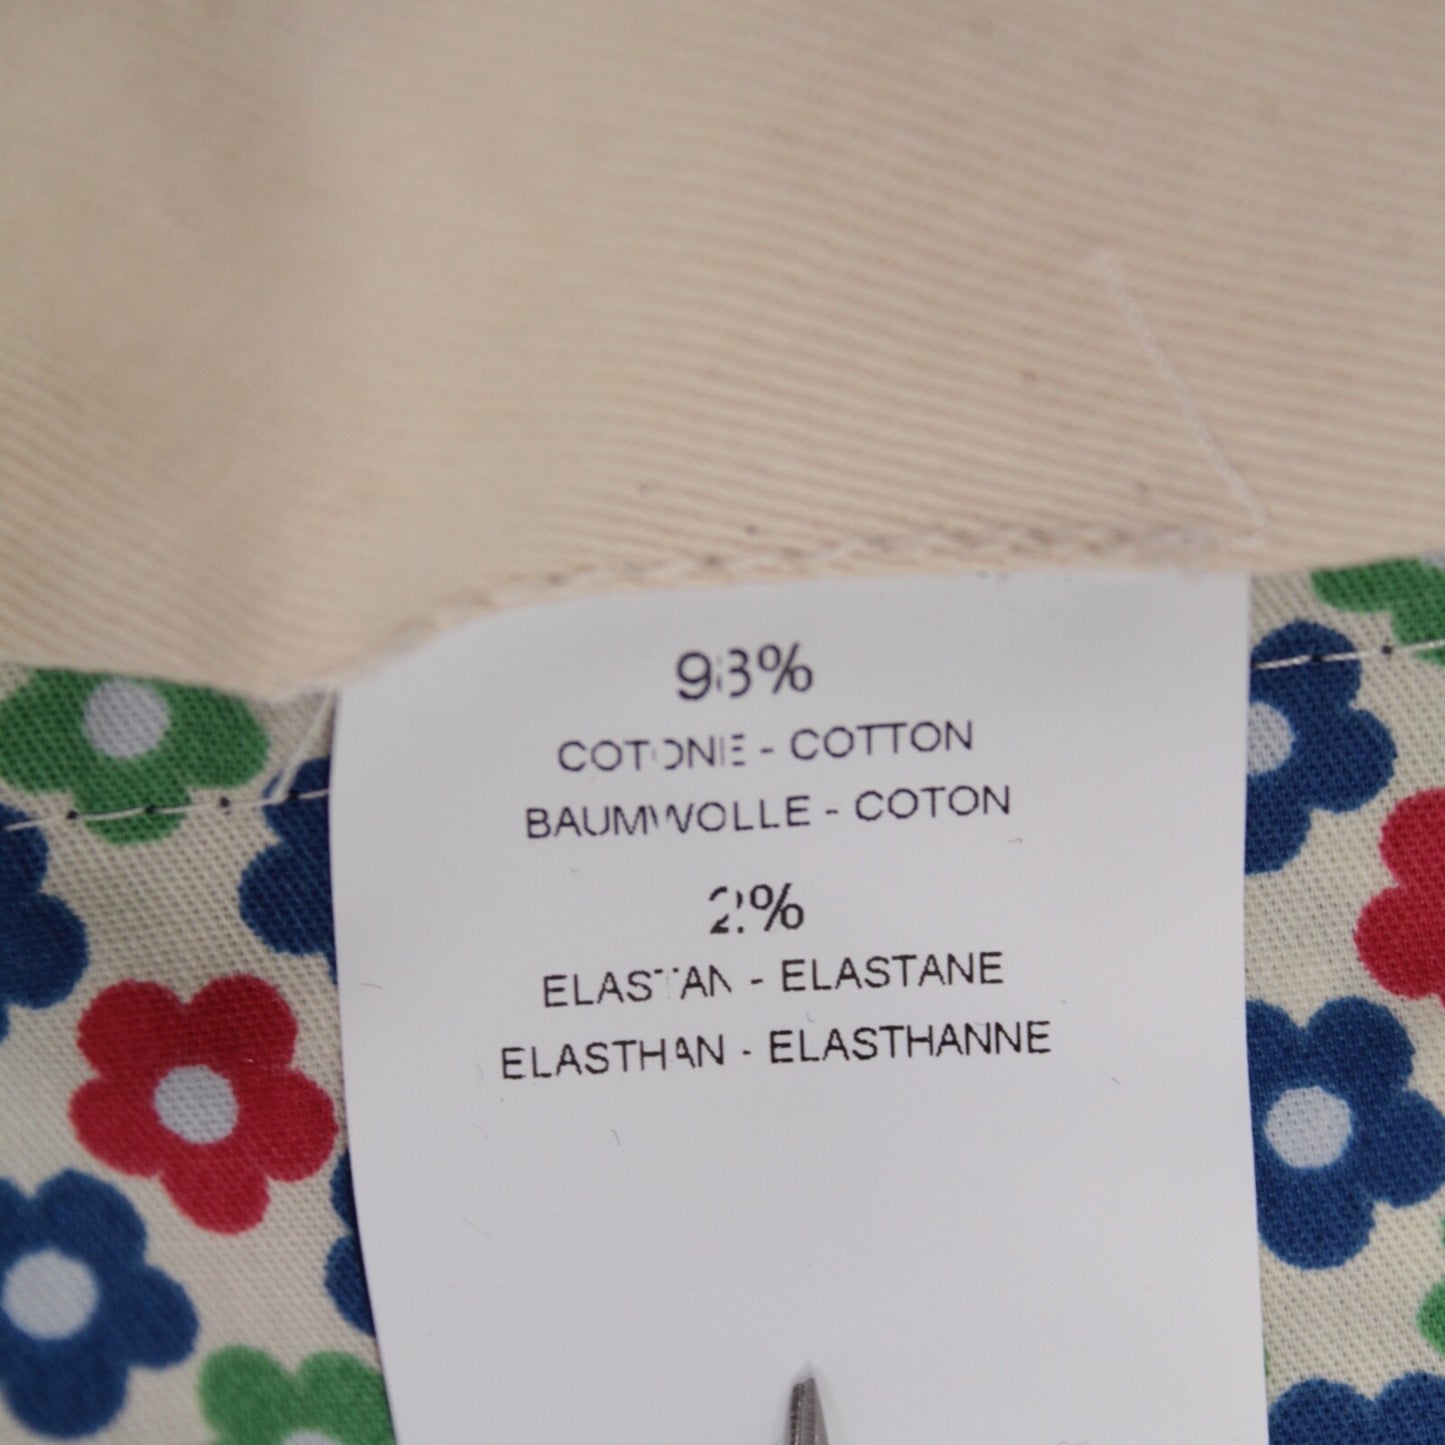 98%
COTONE - COTTON
BAUMWOLLE - COTON
2%
ELASTAN - ELASTANE
ELASTHAN - ELASTHANNE